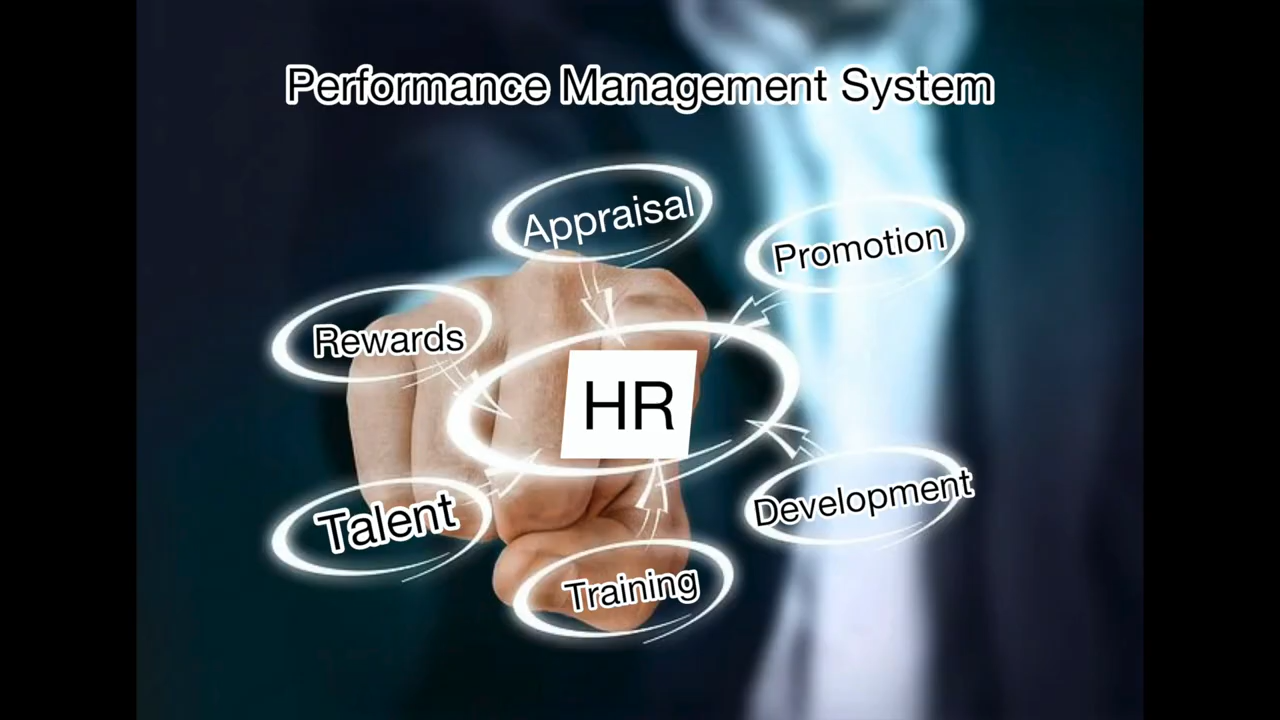 Performance Management System
Appraisal
Promotion
Rewards
HR
Talent
Development
Training